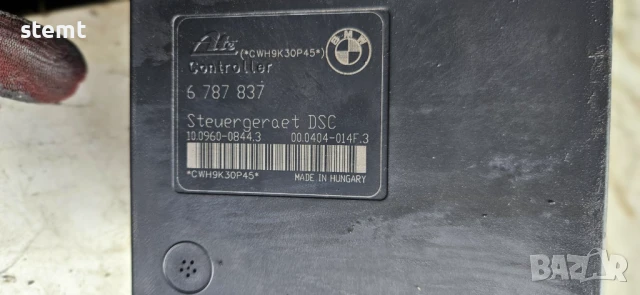 stemt
Ate (*CWH9K30P45*)
BMW
Controller
6 787 837
Steuergeraet DSC
10.0960-0844.3 00.0404-014F.3
*CWH9K30P45* MADE IN HUNGARY
BAZAR
bg